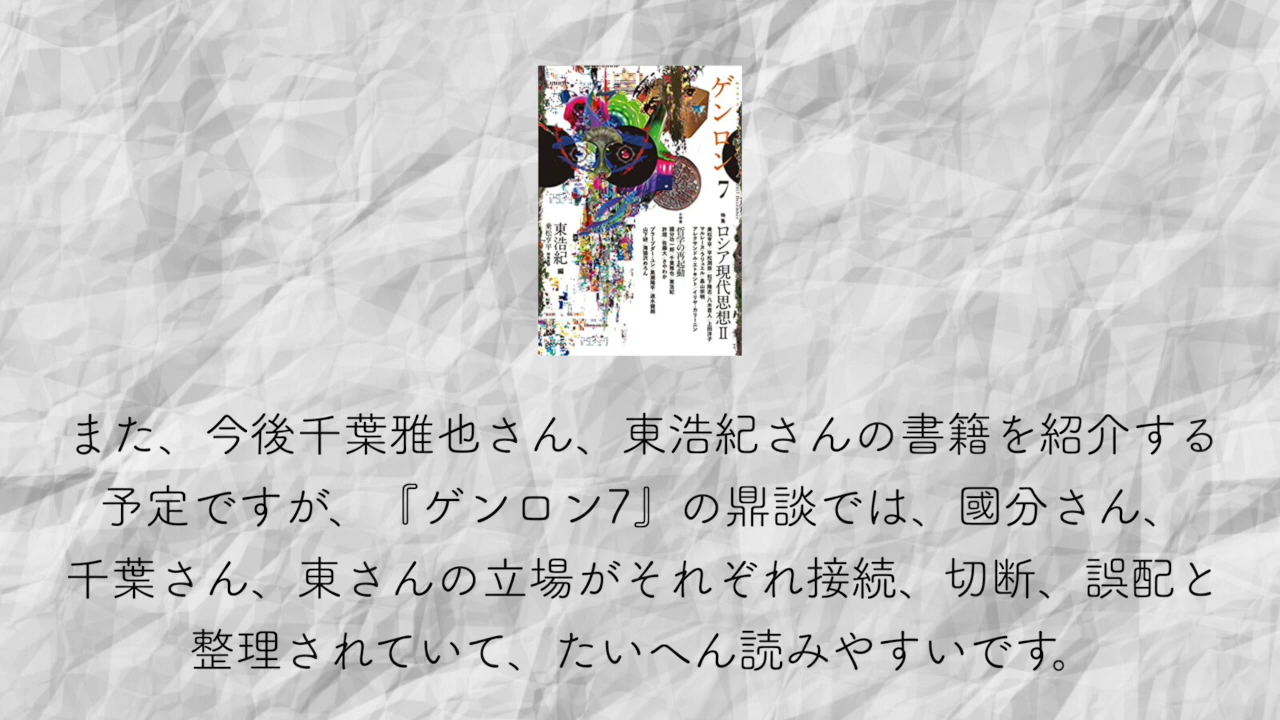 ゲンロン7
特集 ロシア現代思想Ⅱ
小特集 哲学の再起動
東浩紀 編
また、今後千葉雅也さん、東浩紀さんの書籍を紹介する
予定ですが、『ゲンロン7』の鼎談では、國分さん、
千葉さん、東さんの立場がそれぞれ接続、切断、誤配と
整理されていて、たいへん読みやすいです。